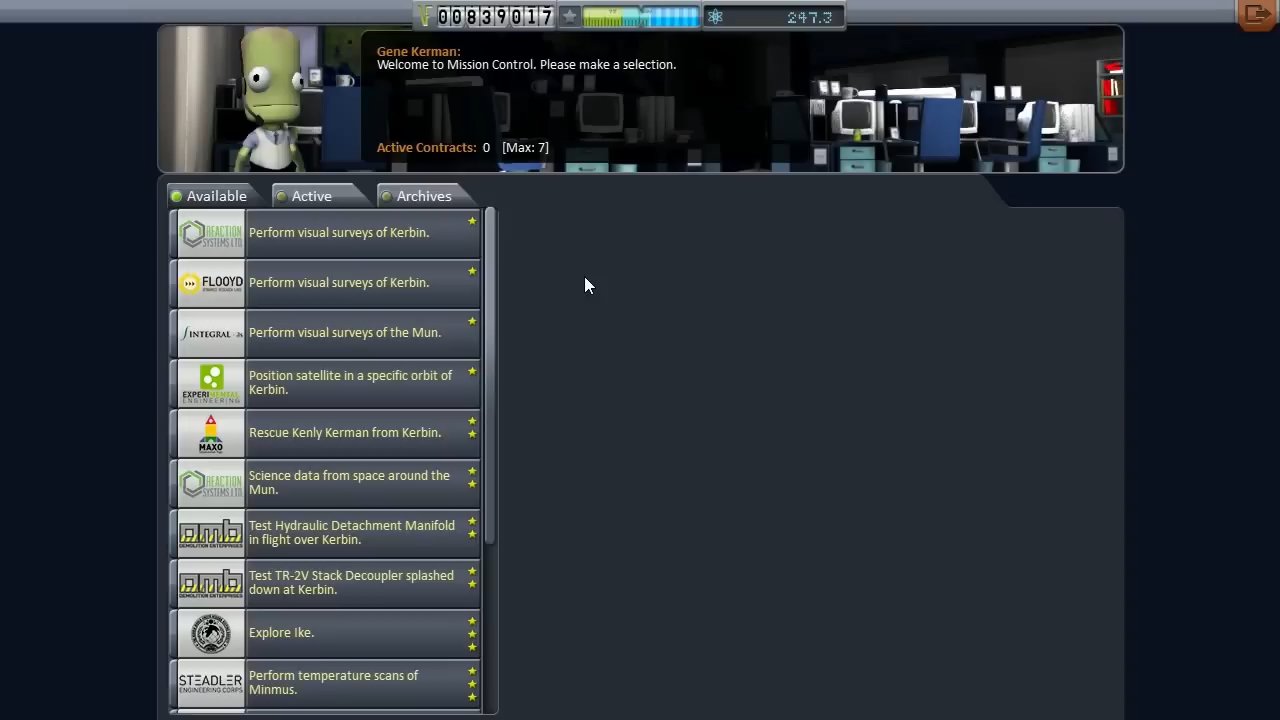 00839017
247.3
Gene Kerman:
Welcome to Mission Control. Please make a selection.
Active Contracts: 0 [Max: 7]
Available
Active
Archives
REACTION
SYSTEMS LTD
Perform visual surveys of Kerbin.
FLOOYD
Perform visual surveys of Kerbin.
INTEGRAL
Perform visual surveys of the Mun.
EXPERIMENTAL
ENGINEERING
Position satellite in a specific orbit of
Kerbin.
MAXO
Rescue Kenly Kerman from Kerbin.
REACTION
SYSTEMS LTD
Science data from space around the
Mun.
DEMOLITION ENTERPRISES
Test Hydraulic Detachment Manifold
in flight over Kerbin.
DEMOLITION ENTERPRISES
Test TR-2V Stack Decoupler splashed
down at Kerbin.
Explore Ike.
STEADLER
ENGINEERING CORPS
Perform temperature scans of
Minmus.